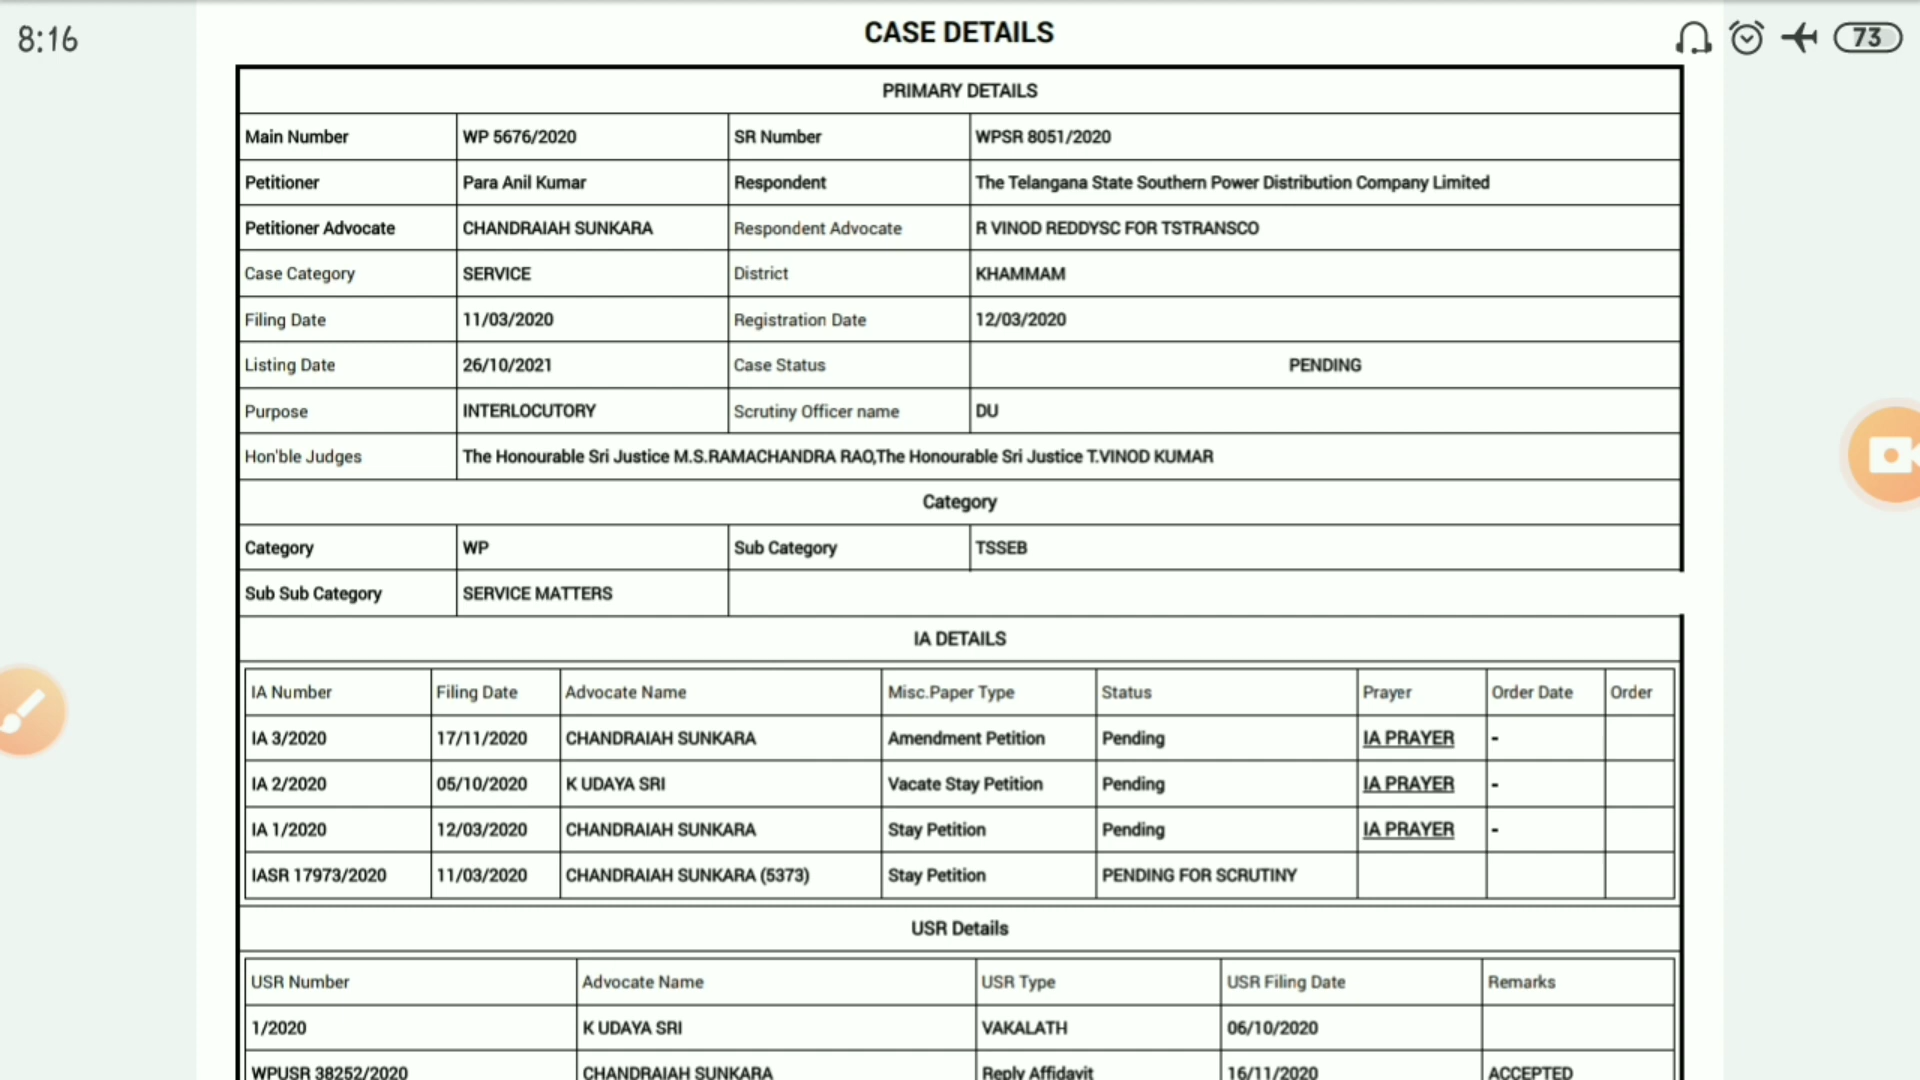 8:16
CASE DETAILS
73
PRIMARY DETAILS
Main Number WP 5676/2020 SR Number WPSR 8051/2020
Petitioner Para Anil Kumar Respondent The Telangana State Southern Power Distribution Company Limited
Petitioner Advocate CHANDRAIAH SUNKARA Respondent Advocate R VINOD REDDYSC FOR TSTRANSCO
Case Category SERVICE District KHAMMAM
Filing Date 11/03/2020 Registration Date 12/03/2020
Listing Date 26/10/2021 Case Status PENDING
Purpose INTERLOCUTORY Scrutiny Officer name DU
Hon'ble Judges The Honourable Sri Justice M.S.RAMACHANDRA RAO,The Honourable Sri Justice T.VINOD KUMAR
Category
Category WP Sub Category TSSEB
Sub Sub Category SERVICE MATTERS
IA DETAILS
IA Number Filing Date Advocate Name Misc.Paper Type Status Prayer Order Date Order
IA 3/2020 17/11/2020 CHANDRAIAH SUNKARA Amendment Petition Pending IA PRAYER -
IA 2/2020 05/10/2020 K UDAYA SRI Vacate Stay Petition Pending IA PRAYER -
IA 1/2020 12/03/2020 CHANDRAIAH SUNKARA Stay Petition Pending IA PRAYER -
IASR 17973/2020 11/03/2020 CHANDRAIAH SUNKARA (5373) Stay Petition PENDING FOR SCRUTINY
USR Details
USR Number Advocate Name USR Type USR Filing Date Remarks
1/2020 K UDAYA SRI VAKALATH 06/10/2020
WPUSR 38252/2020 CHANDRAIAH SUNKARA Reply Affidavit 16/11/2020 ACCEPTED